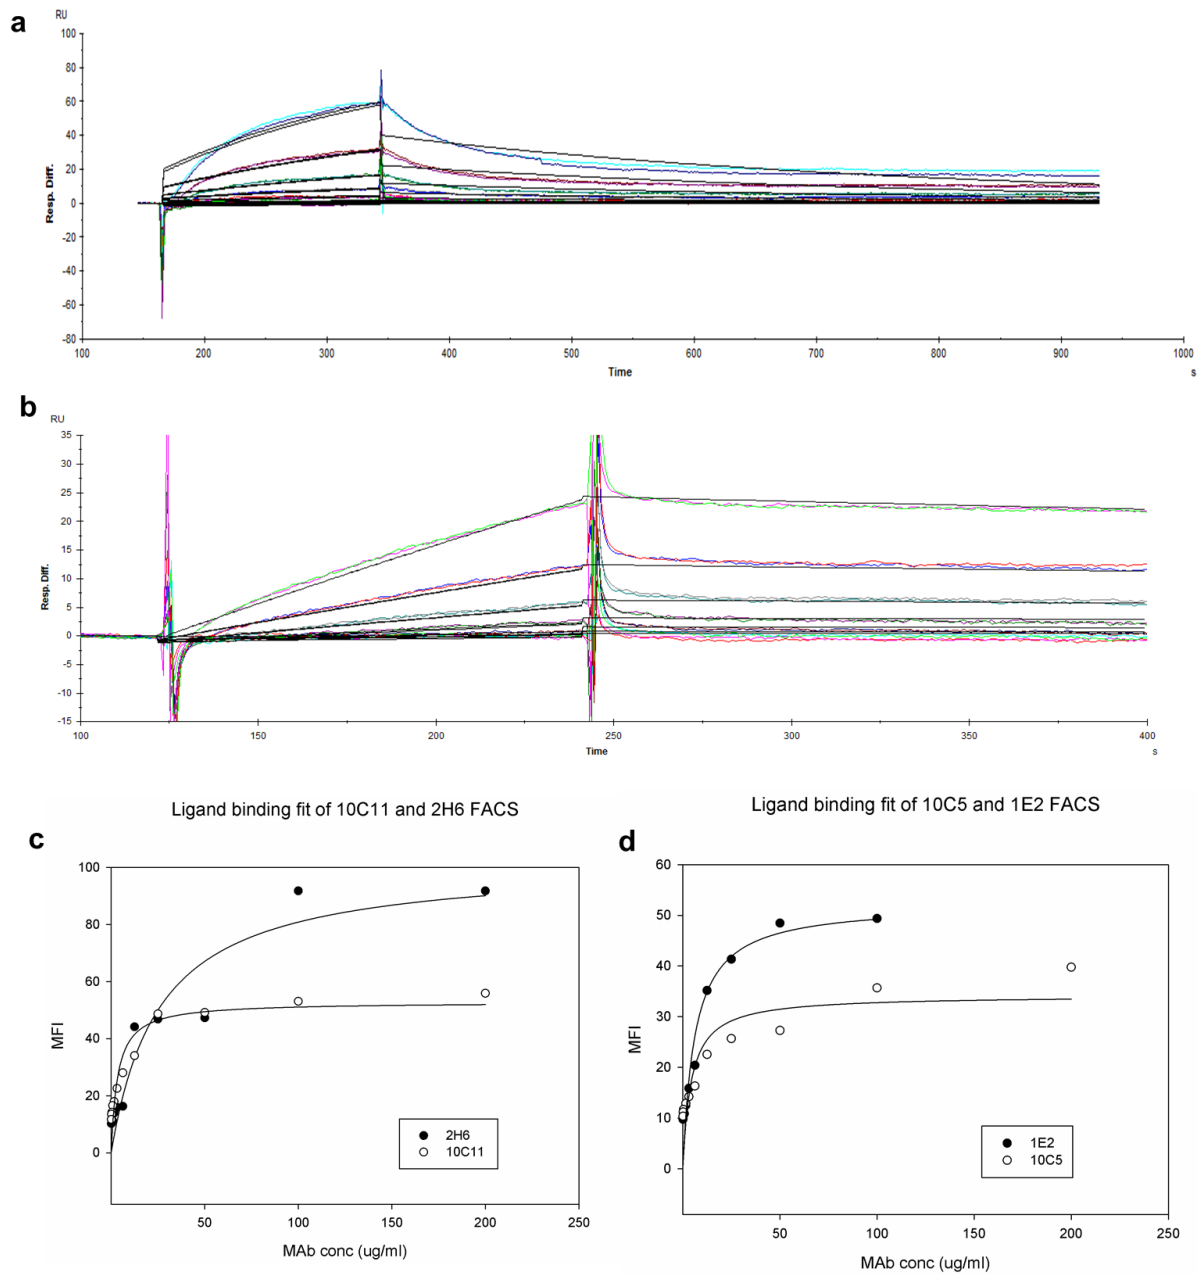 a
RU
100
80
60
40
20
0
-20
-40
-60
-80
Resp. Diff.
100 200 300 400 500 600 700 800 900 1000
Time
s
b
RU
35
30
25
20
15
10
5
0
-5
-10
-15
Resp. Diff.
100 150 200 250 300 350 400
Time
s
Ligand binding fit of 10C11 and 2H6 FACS
c
100
80
60
40
20
0
MFI
2H6
10C11
50 100 150 200 250
MAb conc (ug/ml)
Ligand binding fit of 10C5 and 1E2 FACS
d
60
50
40
30
20
10
0
MFI
1E2
10C5
50 100 150 200 250
MAb conc (ug/ml)